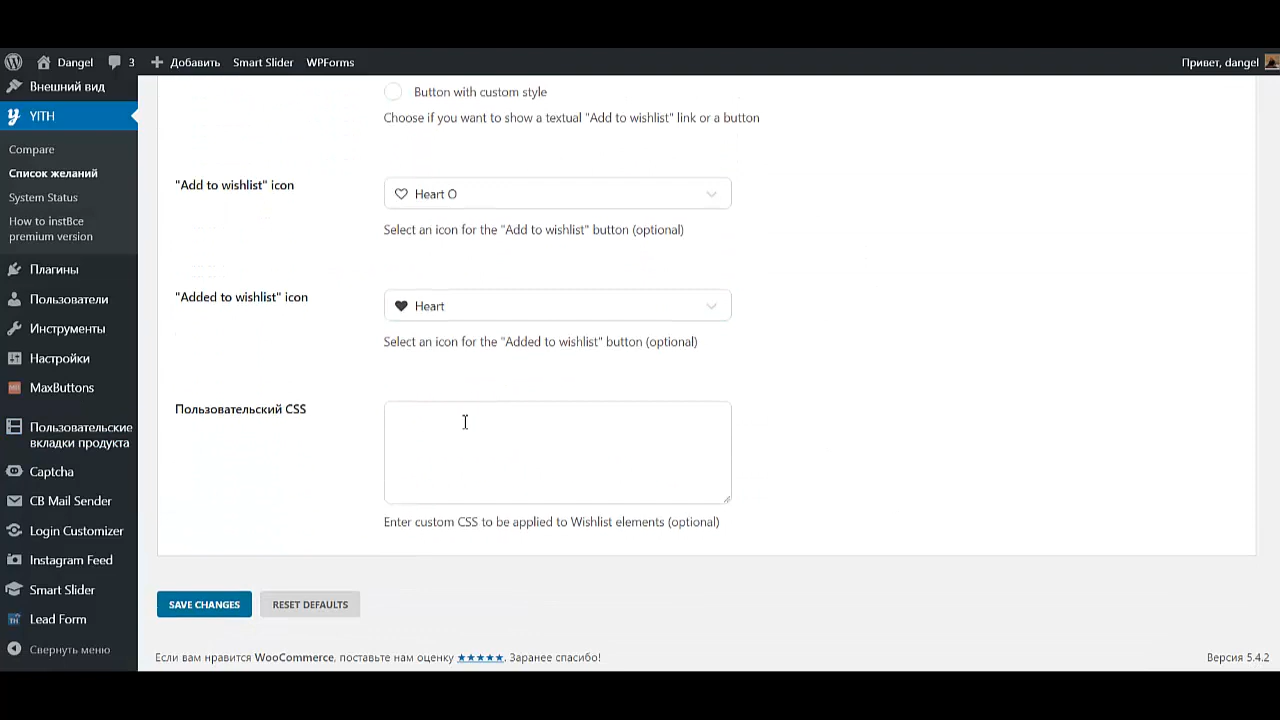 Dangel 3 Добавить Smart Slider WPForms Привет, dangel
Внешний вид
YITH
Compare
Список желаний
System Status
How to instВсе
premium version
Плагины
Пользователи
Инструменты
Настройки
MaxButtons
Пользовательские
вкладки продукта
Captcha
CB Mail Sender
Login Customizer
Instagram Feed
Smart Slider
Lead Form
Свернуть меню
Button with custom style
Choose if you want to show a textual "Add to wishlist" link or a button
"Add to wishlist" icon
Heart O
Select an icon for the "Add to wishlist" button (optional)
"Added to wishlist" icon
Heart
Select an icon for the "Added to wishlist" button (optional)
Пользовательский CSS
Enter custom CSS to be applied to Wishlist elements (optional)
SAVE CHANGES RESET DEFAULTS
Если вам нравится WooCommerce, поставьте нам оценку ★★★★★. Заранее спасибо!
Версия 5.4.2